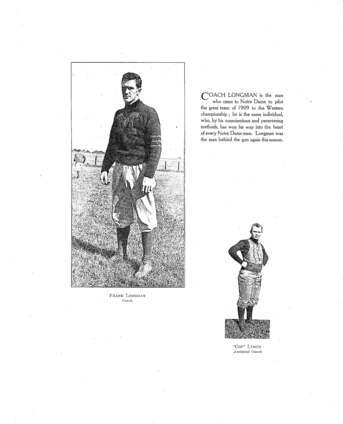 COACH LONGMAN is the man
who came to Notre Dame to pilot
the great team of 1909 to the Western
championship; he is the same individual,
who, by his conscientious and persevering
methods, has won his way into the heart
of every Notre Dame man. Longman was
the man behind the gun again this season.
FRANK LONGMAN
Coach
"CUP" LYNCH
Assistant Coach